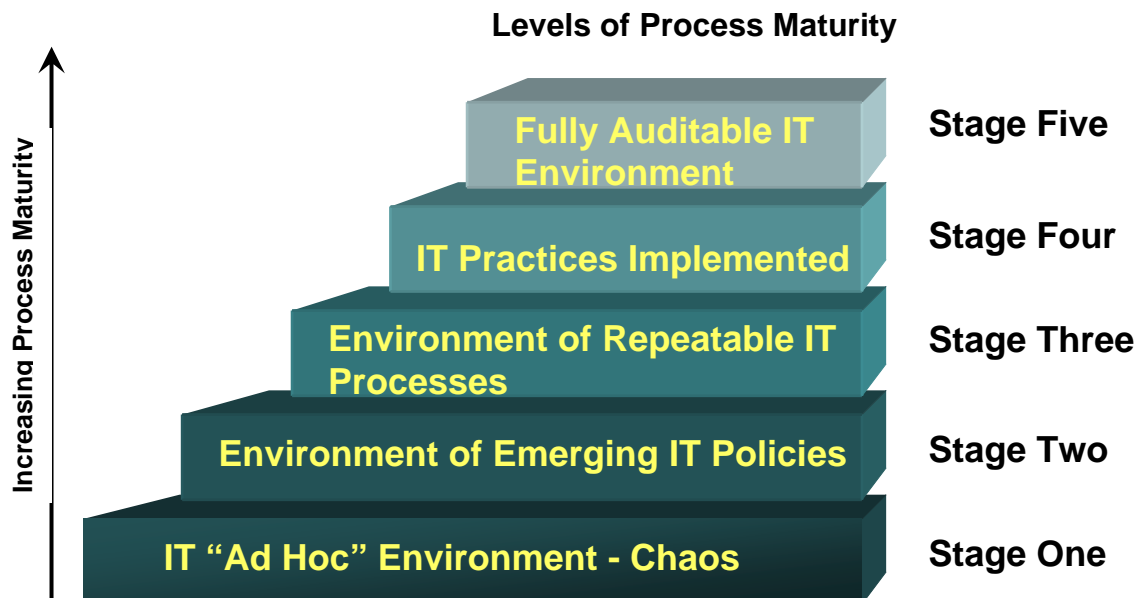 Levels of Process Maturity
Increasing Process Maturity
Fully Auditable IT
Environment
Stage Five
IT Practices Implemented
Stage Four
Environment of Repeatable IT
Processes
Stage Three
Environment of Emerging IT Policies
Stage Two
IT “Ad Hoc” Environment - Chaos
Stage One